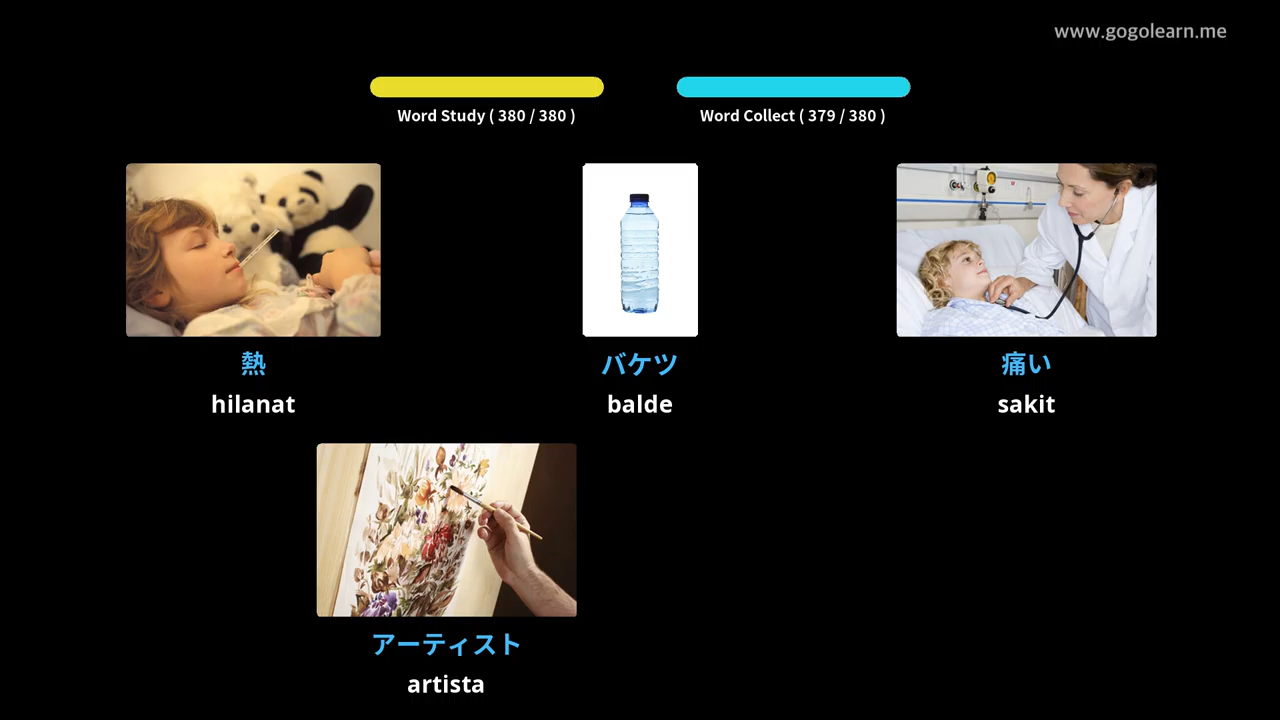 www.gogolearn.me
Word Study ( 380 / 380 )
Word Collect ( 379 / 380 )
熱
hilanat
バケツ
balde
痛い
sakit
アーティスト
artista